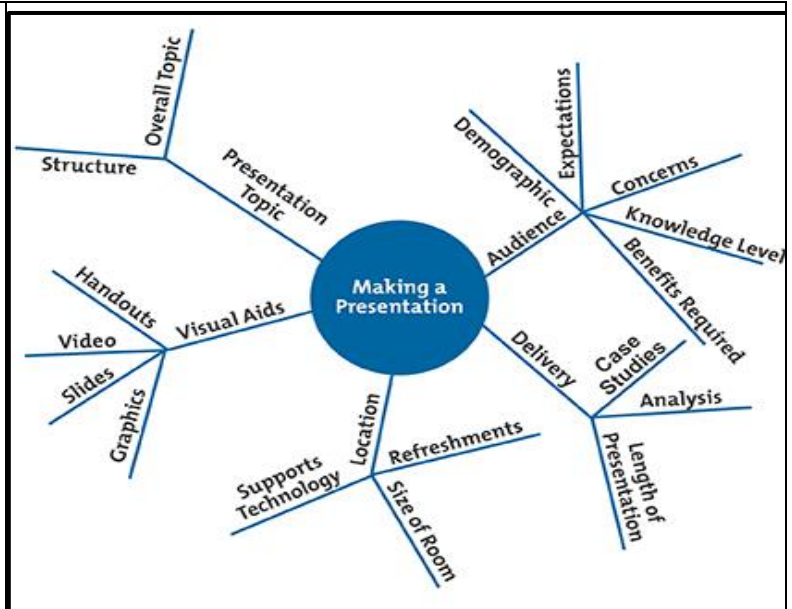 Making a
Presentation
Presentation
Topic
Overall Topic
Structure
Audience
Demographic
Expectations
Concerns
Knowledge Level
Benefits Required
Delivery
Case
Studies
Analysis
Length of
Presentation
Location
Refreshments
Size of Room
Supports
Technology
Visual Aids
Handouts
Video
Slides
Graphics